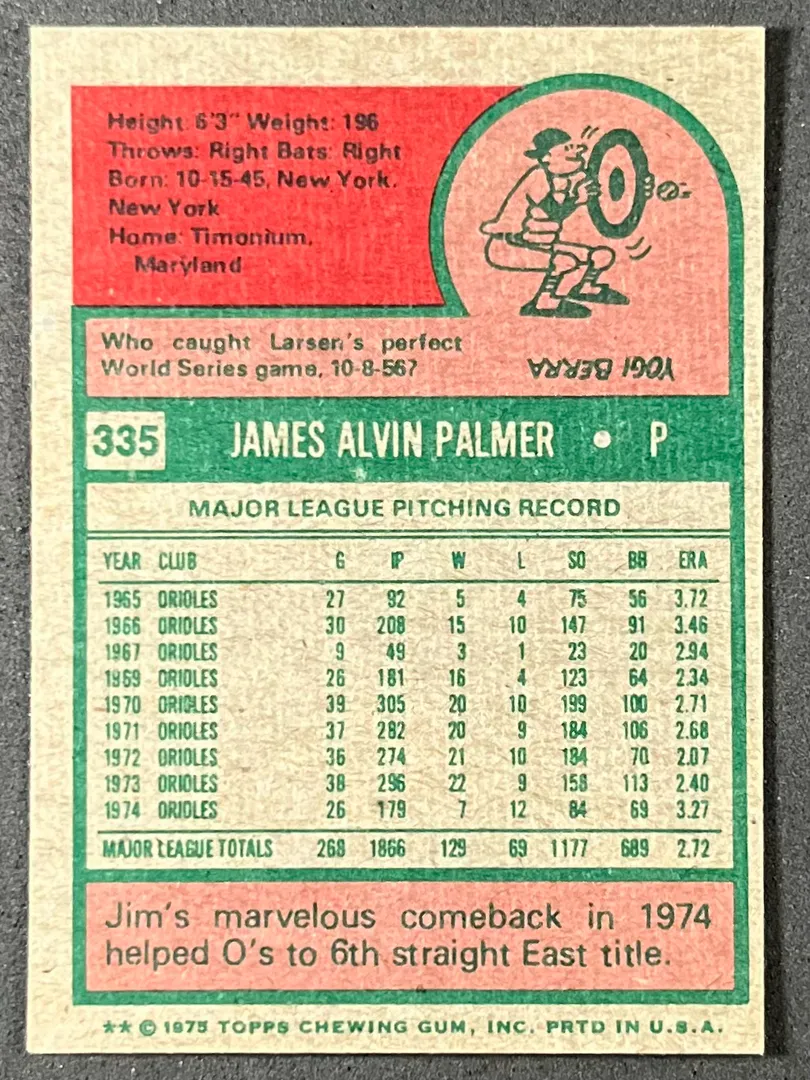 Height: 6'3" Weight: 196
Throws: Right Bats: Right
Born: 10-15-45, New York,
New York
Home: Timonium,
Maryland
Who caught Larsen's perfect
World Series game, 10-8-56?
YOGI BERRA
335 JAMES ALVIN PALMER • P
MAJOR LEAGUE PITCHING RECORD
YEAR CLUB G IP W L SO BB ERA
1965 ORIOLES 27 92 5 4 75 56 3.72
1966 ORIOLES 30 208 15 10 147 91 3.46
1967 ORIOLES 9 49 3 1 23 20 2.94
1969 ORIOLES 26 181 16 4 123 64 2.34
1970 ORIOLES 39 305 20 10 199 100 2.71
1971 ORIOLES 37 282 20 9 184 106 2.68
1972 ORIOLES 36 274 21 10 184 70 2.07
1973 ORIOLES 38 296 22 9 158 113 2.40
1974 ORIOLES 26 179 7 12 84 69 3.27
MAJOR LEAGUE TOTALS 268 1866 129 69 1177 689 2.72
Jim's marvelous comeback in 1974
helped O's to 6th straight East title.
** © 1975 TOPPS CHEWING GUM, INC. PRTD IN U.S.A.